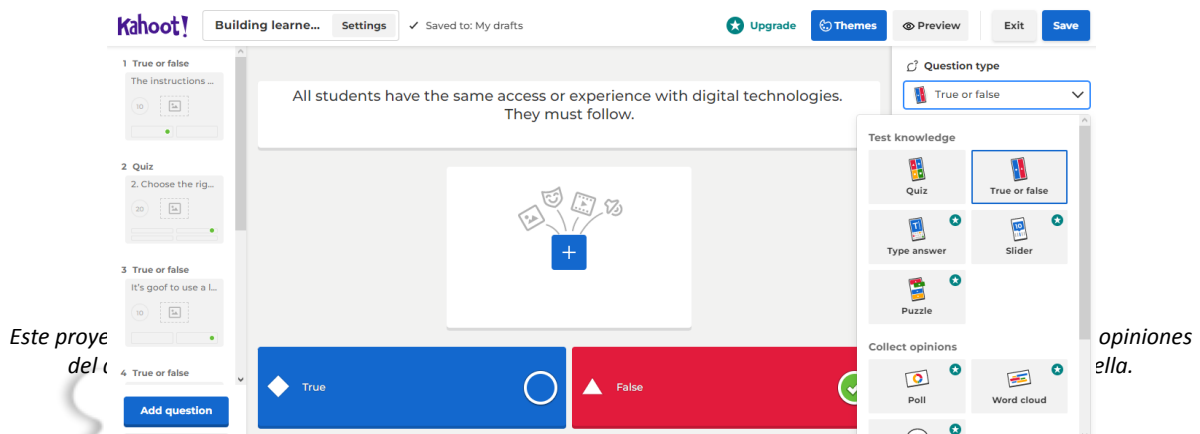 Kahoot!
Building learne...
Settings
Saved to: My drafts
Upgrade
Themes
Preview
Exit
Save
1 True or false
The instructions ...
10
2 Quiz
2. Choose the rig...
20
3 True or false
It's goof to use a l...
10
4 True or false
Add question
All students have the same access or experience with digital technologies.
They must follow.
True
False
Question type
True or false
Test knowledge
Quiz
True or false
Type answer
Slider
Puzzle
Collect opinions
Poll
Word cloud
Este proye
opiniones
del
ella.